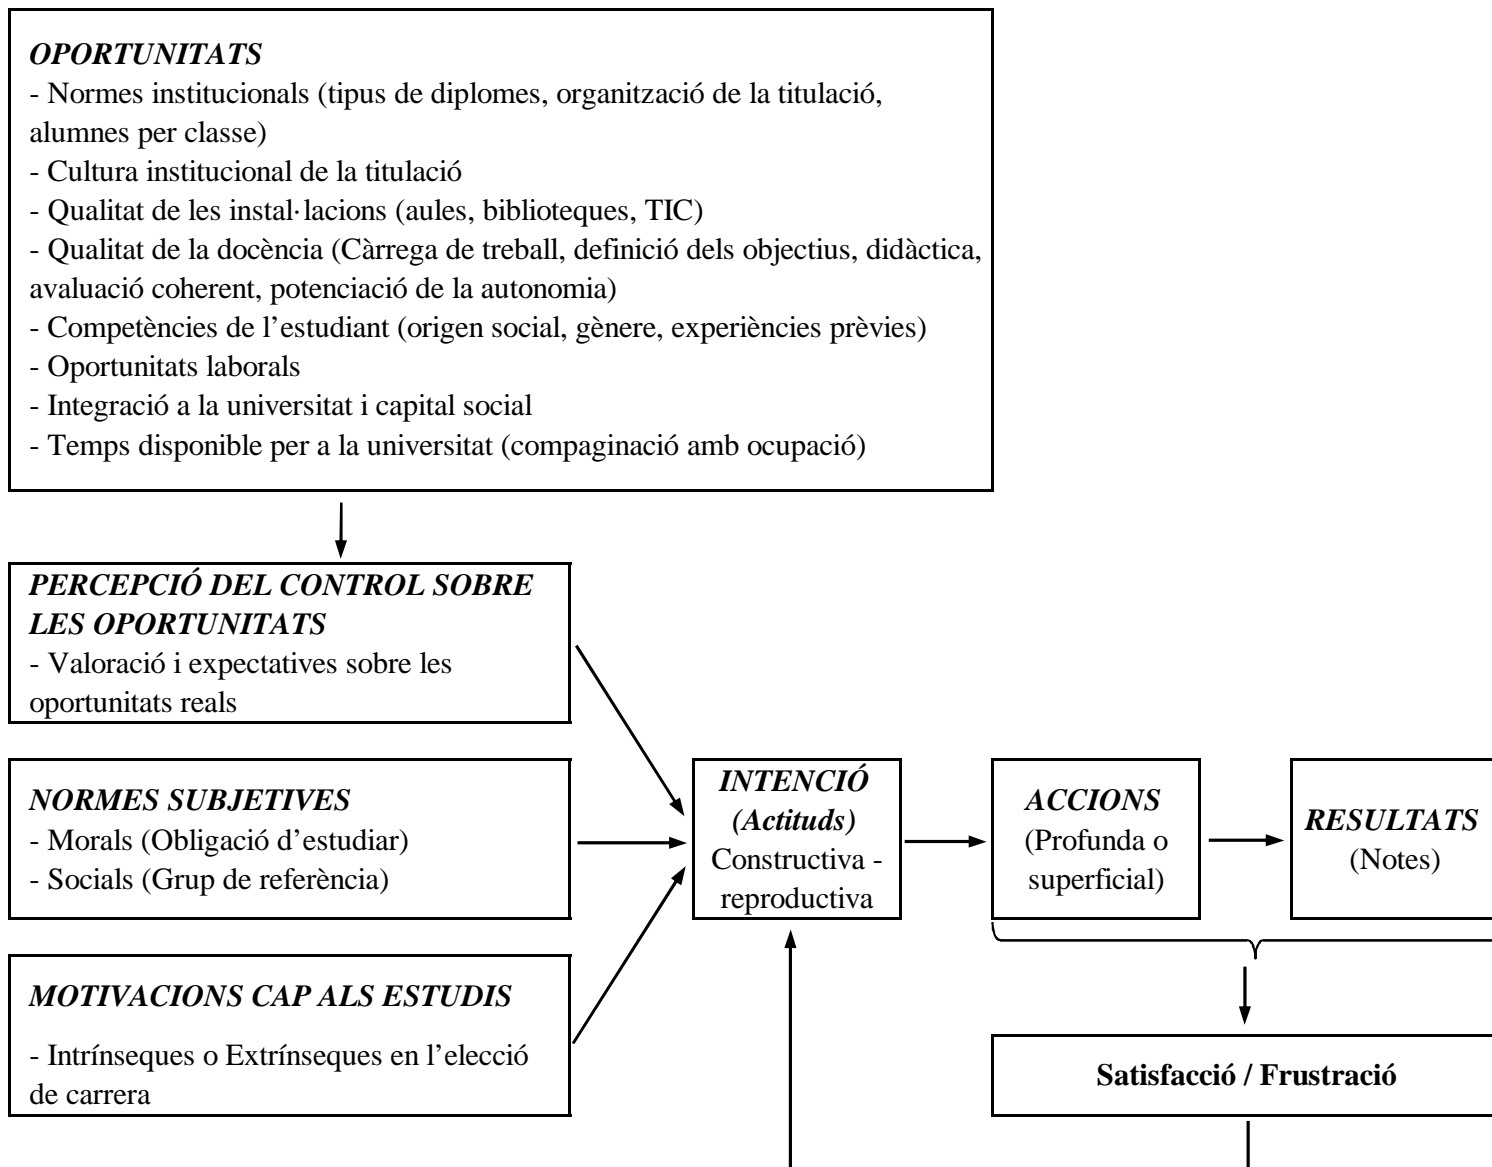 OPORTUNITATS
- Normes institucionals (tipus de diplomes, organització de la titulació,
alumnes per classe)
- Cultura institucional de la titulació
- Qualitat de les instal·lacions (aules, biblioteques, TIC)
- Qualitat de la docència (Càrrega de treball, definició dels objectius, didàctica,
avaluació coherent, potenciació de la autonomia)
- Competències de l’estudiant (origen social, gènere, experiències prèvies)
- Oportunitats laborals
- Integració a la universitat i capital social
- Temps disponible per a la universitat (compaginació amb ocupació)
PERCEPCIÓ DEL CONTROL SOBRE
LES OPORTUNITATS
- Valoració i expectatives sobre les
oportunitats reals
NORMES SUBJETIVES
- Morals (Obligació d’estudiar)
- Socials (Grup de referència)
MOTIVACIONS CAP ALS ESTUDIS
- Intrínseques o Extrínseques en l’elecció
de carrera
INTENCIÓ
(Actituds)
Constructiva -
reproductiva
ACCIONS
(Profunda o
superficial)
RESULTATS
(Notes)
Satisfacció / Frustració